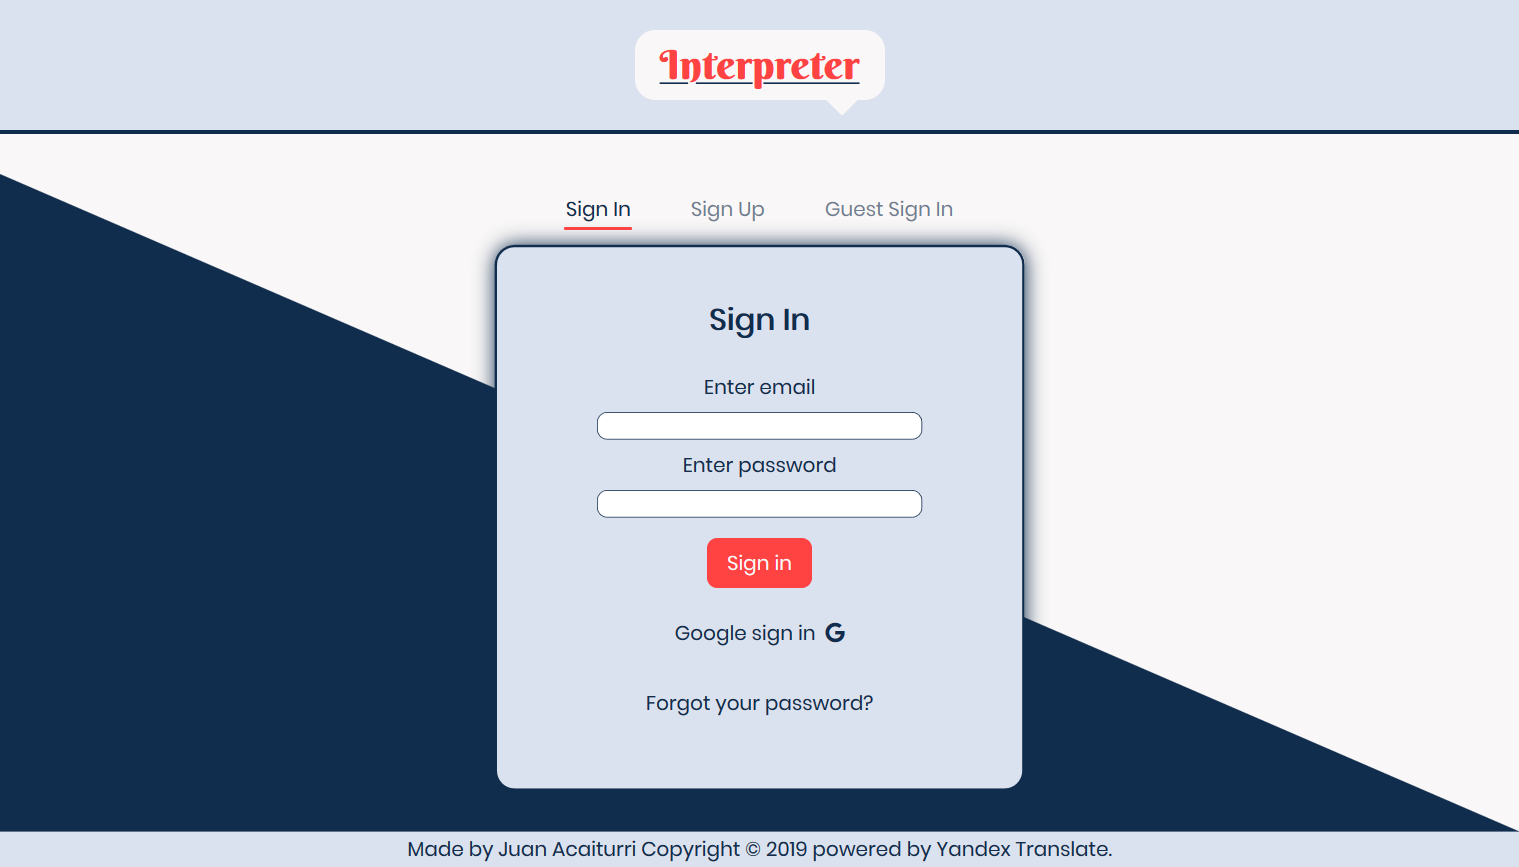 Interpreter
Sign In Sign Up Guest Sign In
Sign In
Enter email
Enter password
Sign in
Google sign in G
Forgot your password?
Made by Juan Acaiturri Copyright © 2019 powered by Yandex Translate.